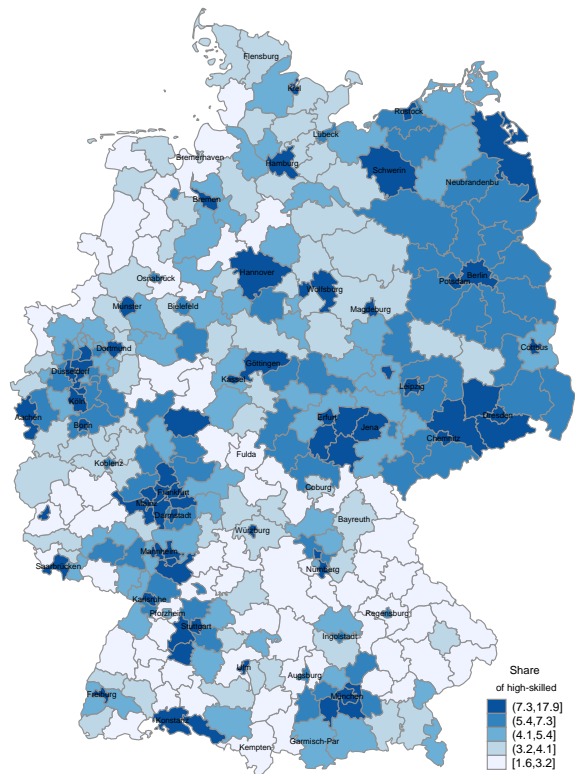 Flensburg
Kiel
Rostock
Lübeck
Bremerhaven
Hamburg
Schwerin
Neubrandenbu
Bremen
Osnabrück
Hannover
Wolfsburg
Berlin
Potsdam
Münster
Bielefeld
Magdeburg
Cottbus
Dortmund
Göttingen
Düsseldorf
Kassel
Leipzig
Köln
Aachen
Bonn
Erfurt
Jena
Dresden
Chemnitz
Koblenz
Fulda
Coburg
Frankfurt
Mainz
Darmstadt
Bayreuth
Würzburg
Mannheim
Saarbrücken
Nürnberg
Karlsruhe
Pforzheim
Regensburg
Stuttgart
Ingolstadt
Ulm
Augsburg
München
Freiburg
Konstanz
Kempten
Garmisch-Par
Share
of high-skilled
(7.3,17.9]
(5.4,7.3]
(4.1,5.4]
(3.2,4.1]
[1.6,3.2]